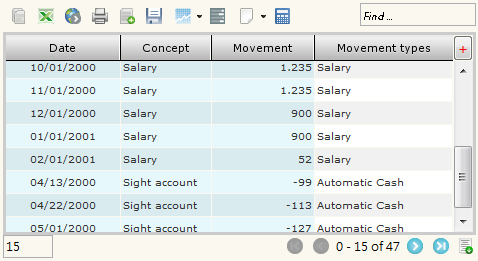 Find ...
Date Concept Movement Movement types +
10/01/2000 Salary 1.235 Salary
11/01/2000 Salary 1.235 Salary
12/01/2000 Salary 900 Salary
01/01/2001 Salary 900 Salary
02/01/2001 Salary 52 Salary
04/13/2000 Sight account -99 Automatic Cash
04/22/2000 Sight account -113 Automatic Cash
05/01/2000 Sight account -127 Automatic Cash
15 0 - 15 of 47